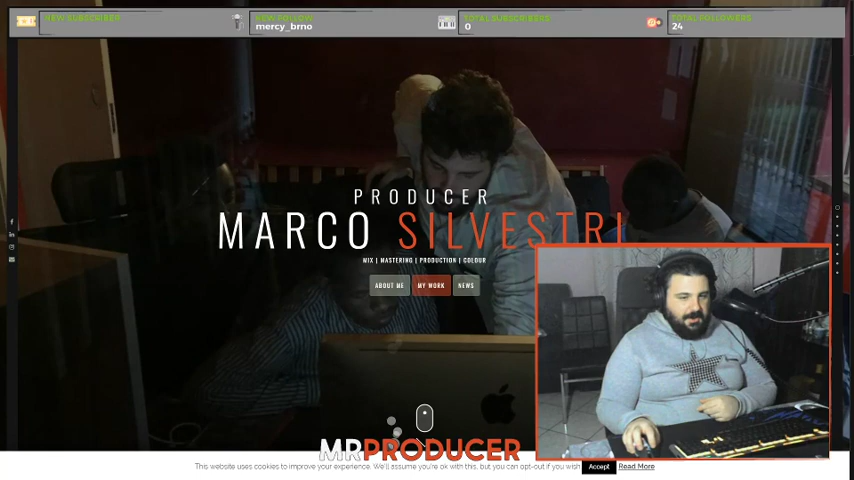 NEW SUBSCRIBER
NEW FOLLOW
mercy_brno
TOTAL SUBSCRIBERS
0
TOTAL FOLLOWERS
24
PRODUCER
MARCO SILVESTRI
MIX | MASTERING | PRODUCTION | COLOUR
ABOUT ME
MY WORK
NEWS
MRPRODUCER
This website uses cookies to improve your experience. We'll assume you're ok with this, but you can opt-out if you wish
Accept
Read More